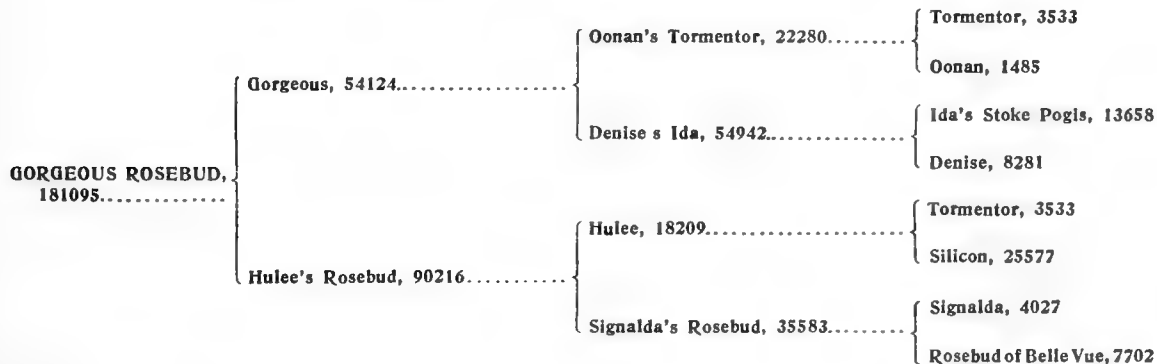 Tormentor, 3533
Oonan's Tormentor, 22280
Oonan, 1485
Gorgeous, 54124
Ida's Stoke Pogis, 13658
Denise s Ida, 54942
Denise, 8281
GORGEOUS ROSEBUD,
181095
Tormentor, 3533
Hulee, 18209
Silicon, 25577
Hulee's Rosebud, 90216
Signalda, 4027
Signalda's Rosebud, 35583
Rosebud of Belle Vue, 7702